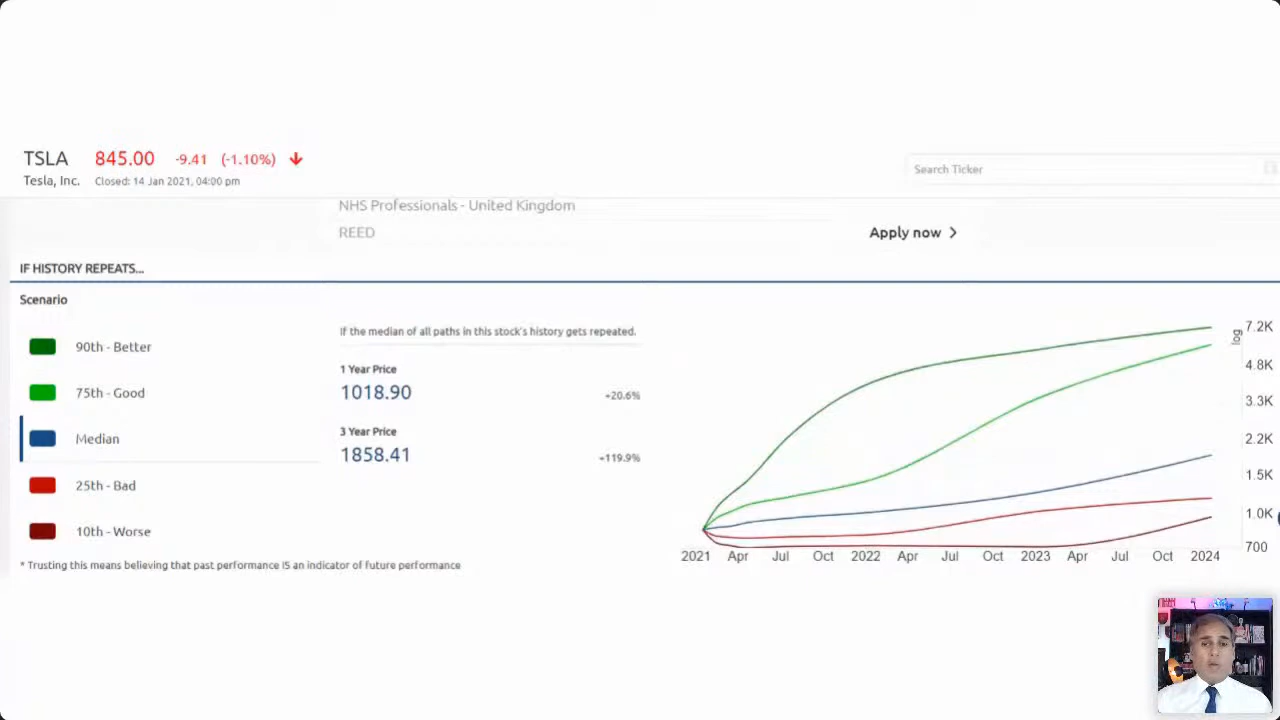 TSLA 845.00 -9.41 (-1.10%)
Tesla, Inc. Closed: 14 Jan 2021, 04:00 pm
Search Ticker
NHS Professionals - United Kingdom
REED
Apply now
IF HISTORY REPEATS...
Scenario
90th - Better
75th - Good
Median
25th - Bad
10th - Worse
If the median of all paths in this stock's history gets repeated.
1 Year Price
1018.90 +20.6%
3 Year Price
1858.41 +119.9%
log
7.2K
4.8K
3.3K
2.2K
1.5K
1.0K
700
2021 Apr Jul Oct 2022 Apr Jul Oct 2023 Apr Jul Oct 2024
* Trusting this means believing that past performance IS an indicator of future performance